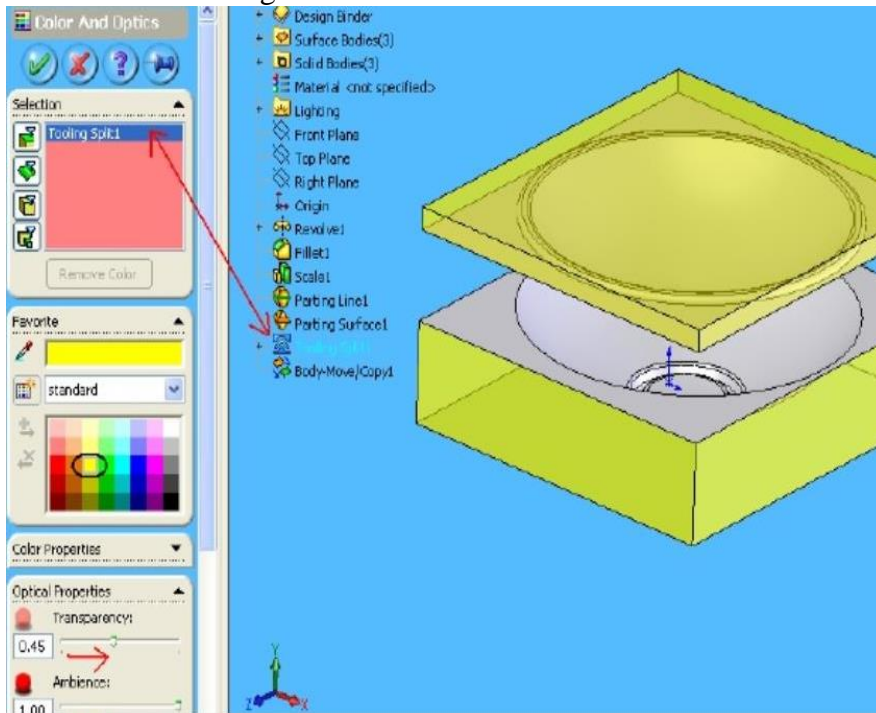 Color And Optics
Selection
Tooling Split1
Remove Color
Favorite
standard
Color Properties
Optical Properties
Transparency:
0.45
Ambience:
1.00
Design Binder
Surface Bodies(3)
Solid Bodies(3)
Material <not specified>
Lighting
Front Plane
Top Plane
Right Plane
Origin
Revolve1
Fillet1
Scale1
Parting Line1
Parting Surface1
Tooling Split1
Body-Move/Copy1
Y
Z
X